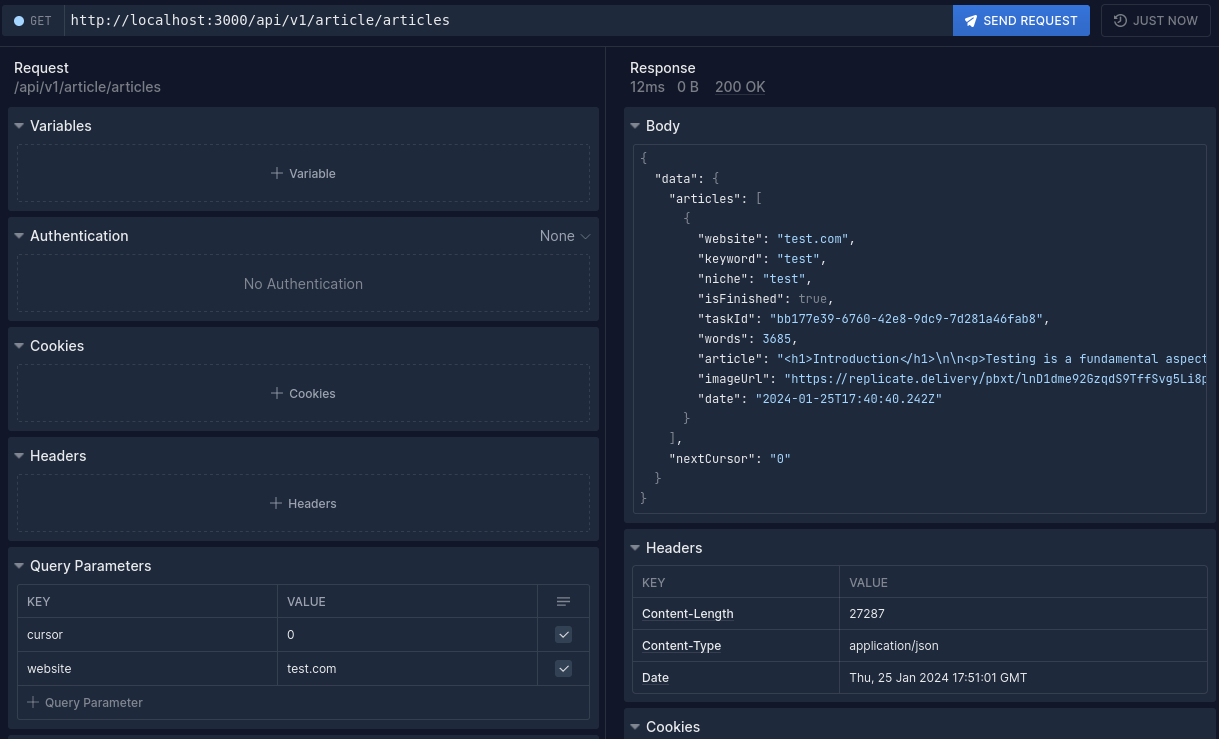 GET http://localhost:3000/api/v1/article/articles SEND REQUEST JUST NOW
Request
/api/v1/article/articles
Variables
Variable
Authentication None
No Authentication
Cookies
Cookies
Headers
Headers
Query Parameters
KEY VALUE
cursor 0
website test.com
Query Parameter
Response
12ms 0 B 200 OK
Body
{
"data": {
"articles": [
{
"website": "test.com",
"keyword": "test",
"niche": "test",
"isFinished": true,
"taskId": "bb177e39-6760-42e8-9dc9-7d281a46fab8",
"words": 3685,
"article": "<h1>Introduction</h1>\n\n<p>Testing is a fundamental aspect
"imageUrl": "https://replicate.delivery/pbxt/lnD1dme92GzqdS9TffSvg5Li8p
"date": "2024-01-25T17:40:40.242Z"
}
],
"nextCursor": "0"
}
}
Headers
KEY VALUE
Content-Length 27287
Content-Type application/json
Date Thu, 25 Jan 2024 17:51:01 GMT
Cookies